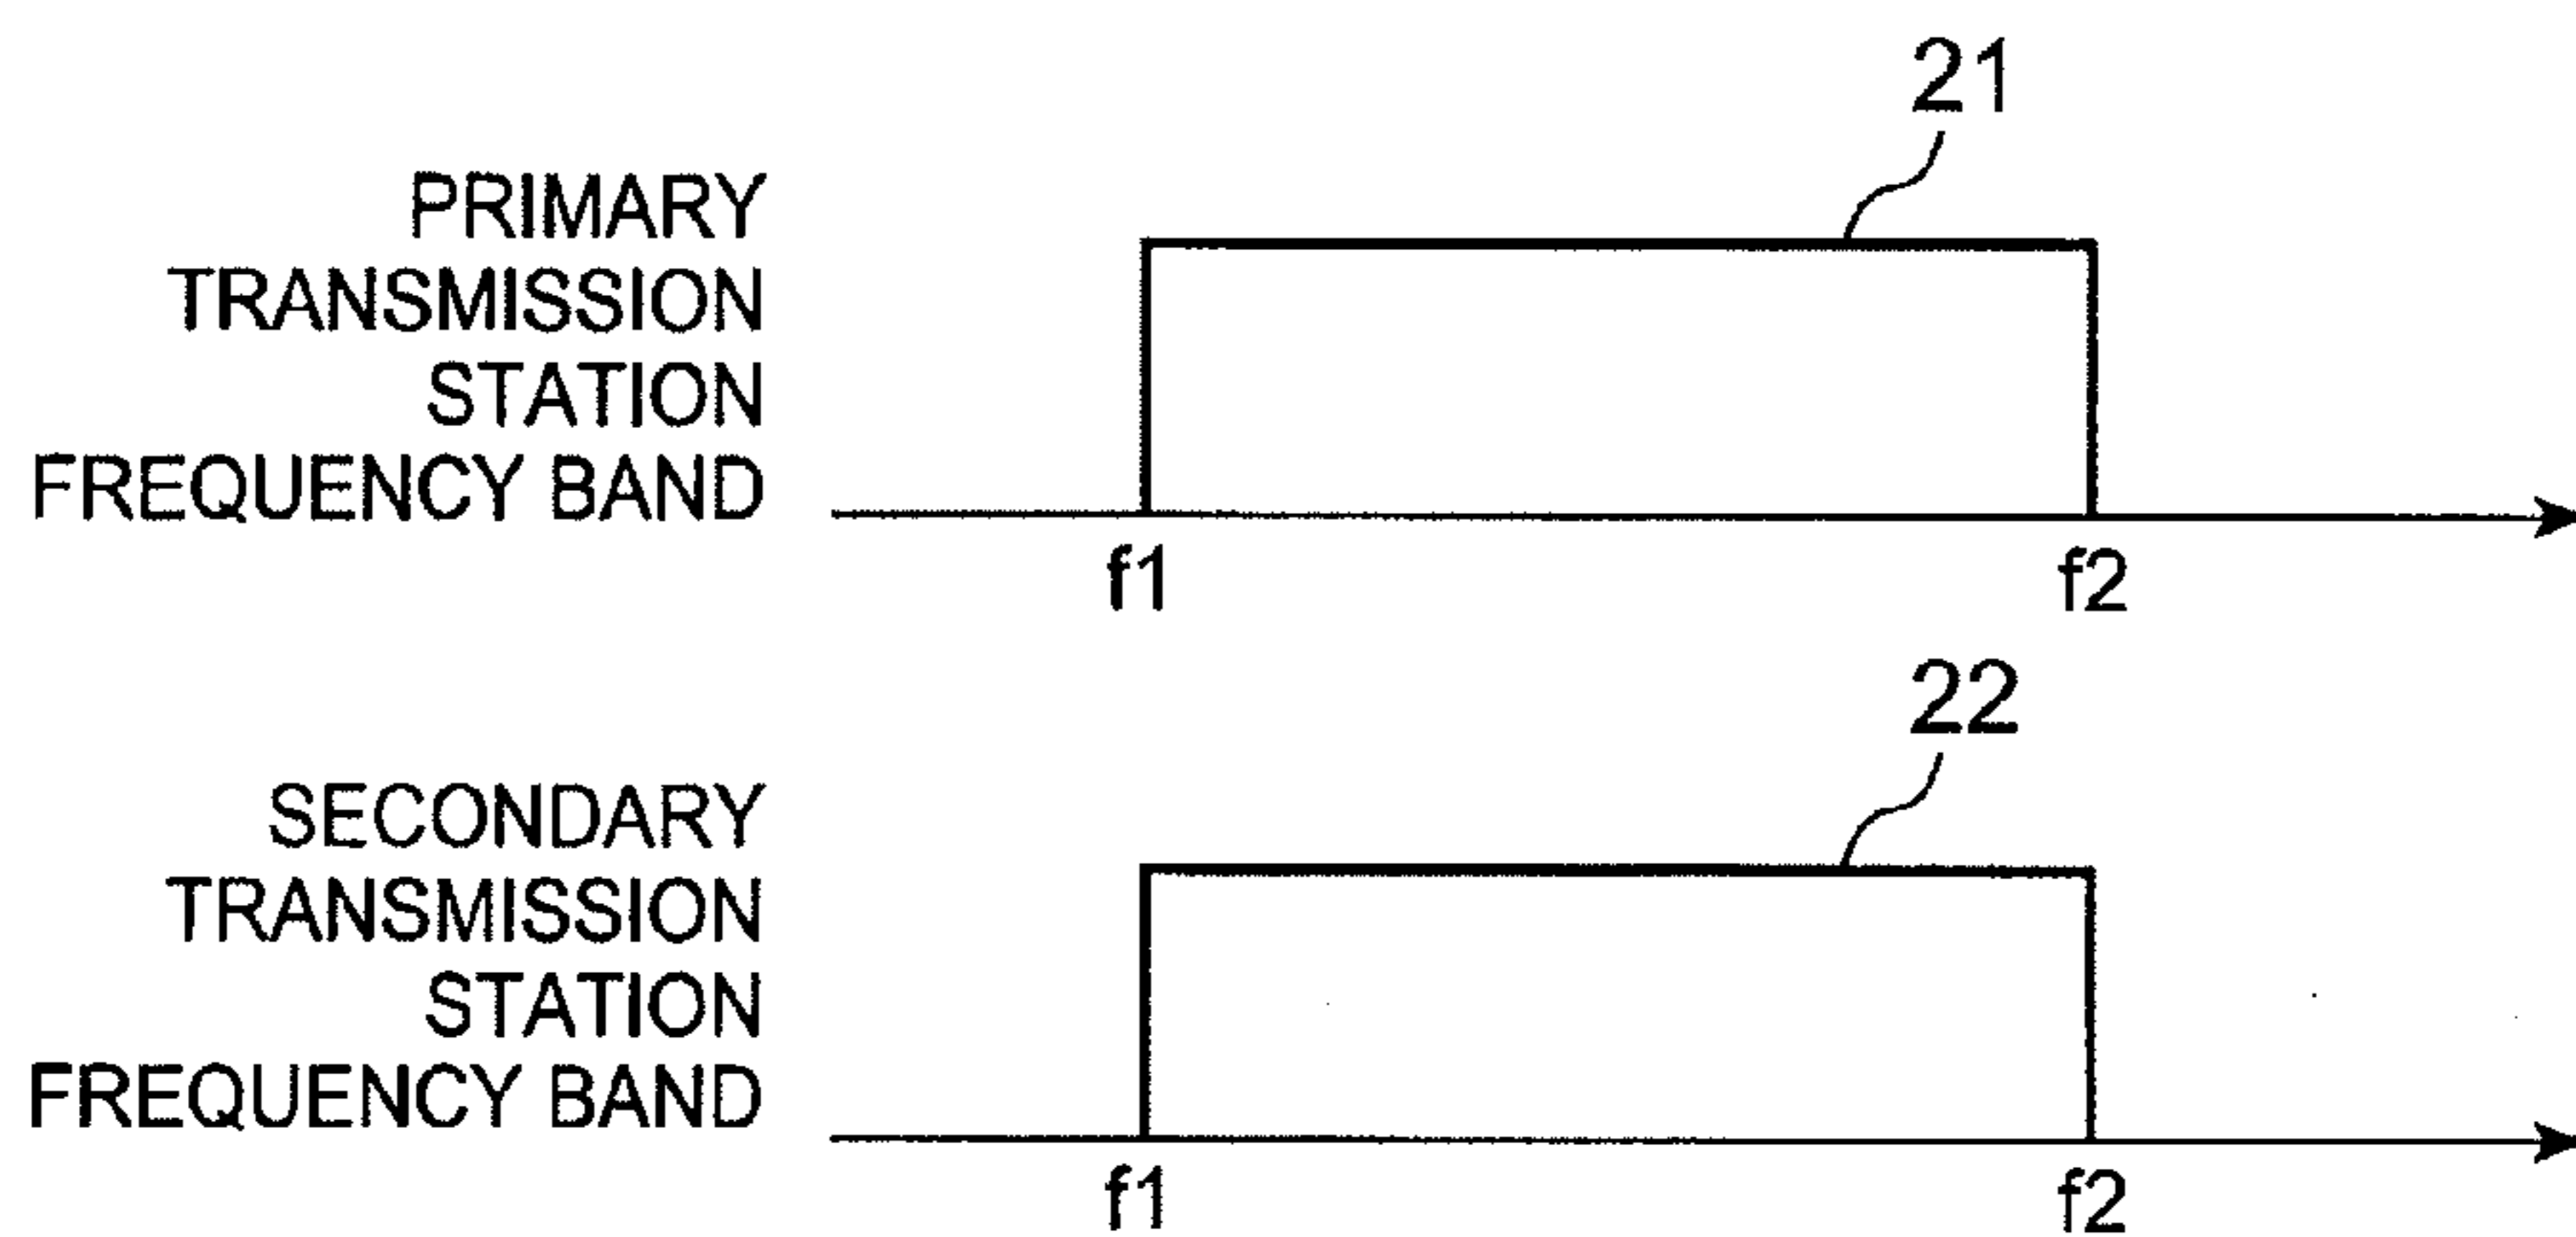 21
PRIMARY
TRANSMISSION
STATION
FREQUENCY BAND
f1 f2
22
SECONDARY
TRANSMISSION
STATION
FREQUENCY BAND
f1 f2